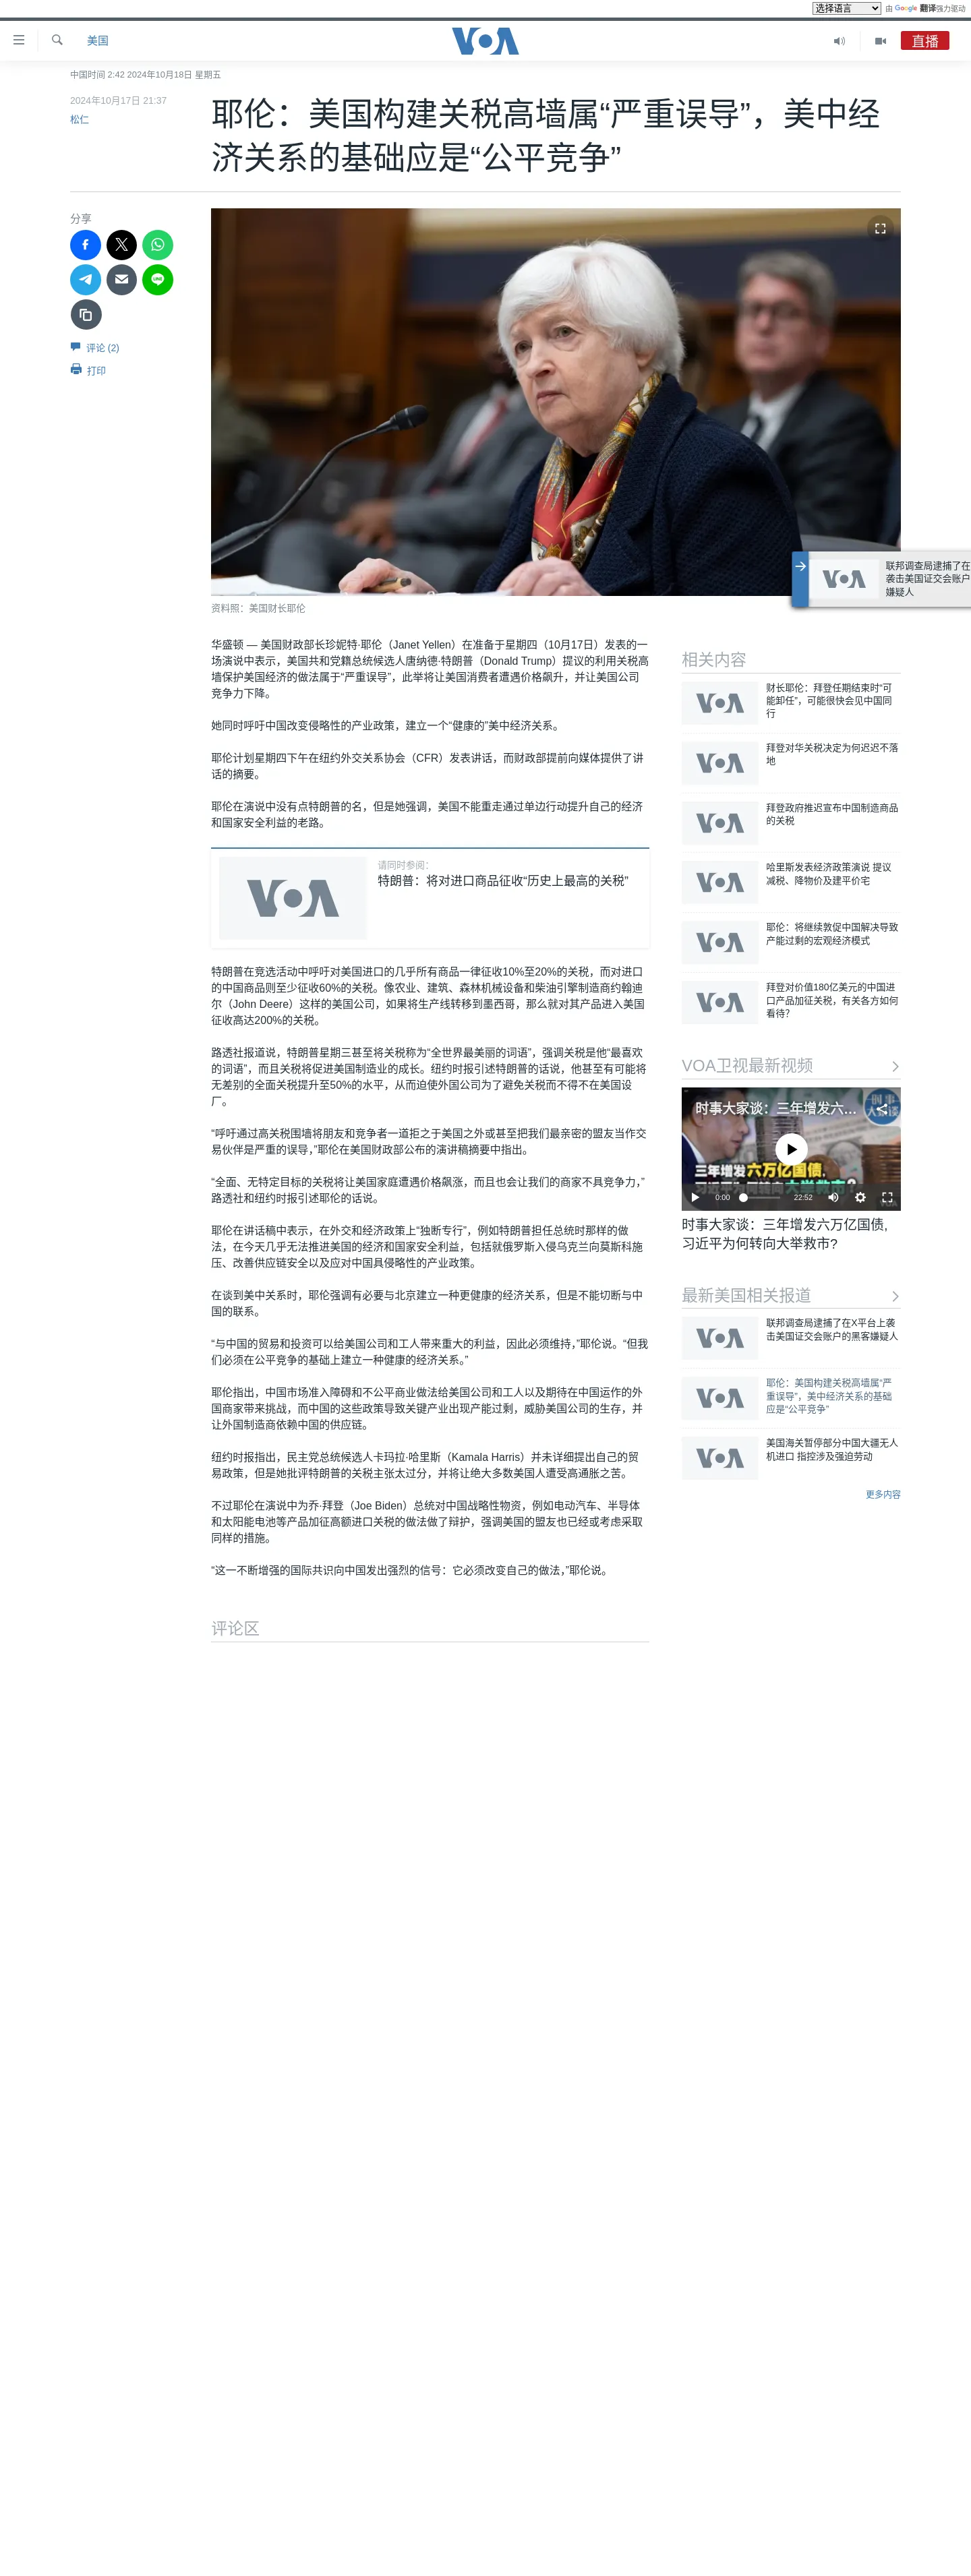 选择语言 由 Google 翻译强力驱动
美国
VOA
直播
中国时间 2:42 2024年10月18日 星期五
2024年10月17日 21:37
松仁
耶伦：美国构建关税高墙属“严重误导”，美中经
济关系的基础应是“公平竞争”
分享
评论 (2)
打印
资料照：美国财长耶伦
华盛顿 — 美国财政部长珍妮特·耶伦（Janet Yellen）在准备于星期四（10月17日）发表的一
场演说中表示，美国共和党籍总统候选人唐纳德·特朗普（Donald Trump）提议的利用关税高
墙保护美国经济的做法属于“严重误导”，此举将让美国消费者遭遇价格飙升，并让美国公司
竞争力下降。
她同时呼吁中国改变侵略性的产业政策，建立一个“健康的”美中经济关系。
耶伦计划星期四下午在纽约外交关系协会（CFR）发表讲话，而财政部提前向媒体提供了讲
话的摘要。
耶伦在演说中没有点特朗普的名，但是她强调，美国不能重走通过单边行动提升自己的经济
和国家安全利益的老路。
VOA
请同时参阅：
特朗普：将对进口商品征收“历史上最高的关税”
特朗普在竞选活动中呼吁对美国进口的几乎所有商品一律征收10%至20%的关税，而对进口
的中国商品则至少征收60%的关税。像农业、建筑、森林机械设备和柴油引擎制造商约翰迪
尔（John Deere）这样的美国公司，如果将生产线转移到墨西哥，那么就对其产品进入美国
征收高达200%的关税。
路透社报道说，特朗普星期三甚至将关税称为“全世界最美丽的词语”，强调关税是他“最喜欢
的词语”，而且关税将促进美国制造业的成长。纽约时报引述特朗普的话说，他甚至有可能将
无差别的全面关税提升至50%的水平，从而迫使外国公司为了避免关税而不得不在美国设
厂。
“呼吁通过高关税围墙将朋友和竞争者一道拒之于美国之外或甚至把我们最亲密的盟友当作交
易伙伴是严重的误导，”耶伦在美国财政部公布的演讲稿摘要中指出。
“全面、无特定目标的关税将让美国家庭遭遇价格飙涨，而且也会让我们的商家不具竞争力，”
路透社和纽约时报引述耶伦的话说。
耶伦在讲话稿中表示，在外交和经济政策上“独断专行”，例如特朗普担任总统时那样的做
法，在今天几乎无法推进美国的经济和国家安全利益，包括就俄罗斯入侵乌克兰向莫斯科施
压、改善供应链安全以及应对中国具侵略性的产业政策。
在谈到美中关系时，耶伦强调有必要与北京建立一种更健康的经济关系，但是不能切断与中
国的联系。
“与中国的贸易和投资可以给美国公司和工人带来重大的利益，因此必须维持，”耶伦说。“但我
们必须在公平竞争的基础上建立一种健康的经济关系。”
耶伦指出，中国市场准入障碍和不公平商业做法给美国公司和工人以及期待在中国运作的外
国商家带来挑战，而中国的这些政策导致关键产业出现产能过剩，威胁美国公司的生存，并
让外国制造商依赖中国的供应链。
纽约时报指出，民主党总统候选人卡玛拉·哈里斯（Kamala Harris）并未详细提出自己的贸
易政策，但是她批评特朗普的关税主张太过分，并将让绝大多数美国人遭受高通胀之苦。
不过耶伦在演说中为乔·拜登（Joe Biden）总统对中国战略性物资，例如电动汽车、半导体
和太阳能电池等产品加征高额进口关税的做法做了辩护，强调美国的盟友也已经或考虑采取
同样的措施。
“这一不断增强的国际共识向中国发出强烈的信号：它必须改变自己的做法，”耶伦说。
评论区
VOA
联邦调查局逮捕了在
袭击美国证交会账户
嫌疑人
相关内容
VOA
财长耶伦：拜登任期结束时“可
能卸任”，可能很快会见中国同
行
VOA
拜登对华关税决定为何迟迟不落
地
VOA
拜登政府推迟宣布中国制造商品
的关税
VOA
哈里斯发表经济政策演说 提议
减税、降物价及建平价宅
VOA
耶伦：将继续敦促中国解决导致
产能过剩的宏观经济模式
VOA
拜登对价值180亿美元的中国进
口产品加征关税，有关各方如何
看待？
VOA卫视最新视频
时事大家谈：三年增发六…
三年增发六万亿国债，
习近平为何转向大举救市？
0:00 22:52
时事大家谈：三年增发六万亿国债,
习近平为何转向大举救市?
最新美国相关报道
VOA
联邦调查局逮捕了在X平台上袭
击美国证交会账户的黑客嫌疑人
VOA
耶伦：美国构建关税高墙属“严
重误导”，美中经济关系的基础
应是“公平竞争”
VOA
美国海关暂停部分中国大疆无人
机进口 指控涉及强迫劳动
更多内容